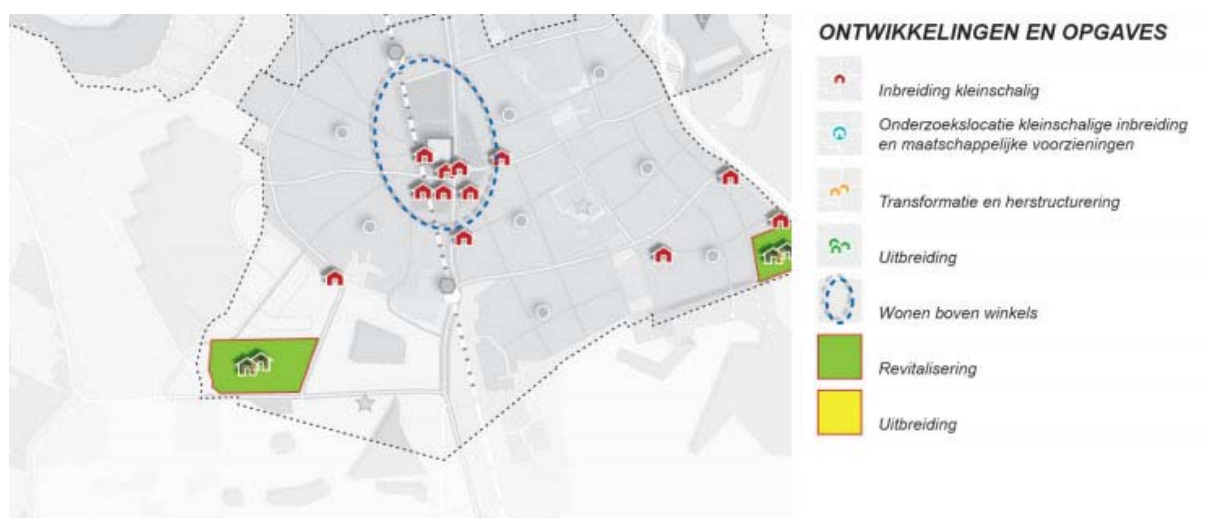 ONTWIKKELINGEN EN OPGAVES
Inbreiding kleinschalig
Onderzoekslocatie kleinschalige inbreiding
en maatschappelijke voorzieningen
Transformatie en herstructurering
Uitbreiding
Wonen boven winkels
Revitalisering
Uitbreiding